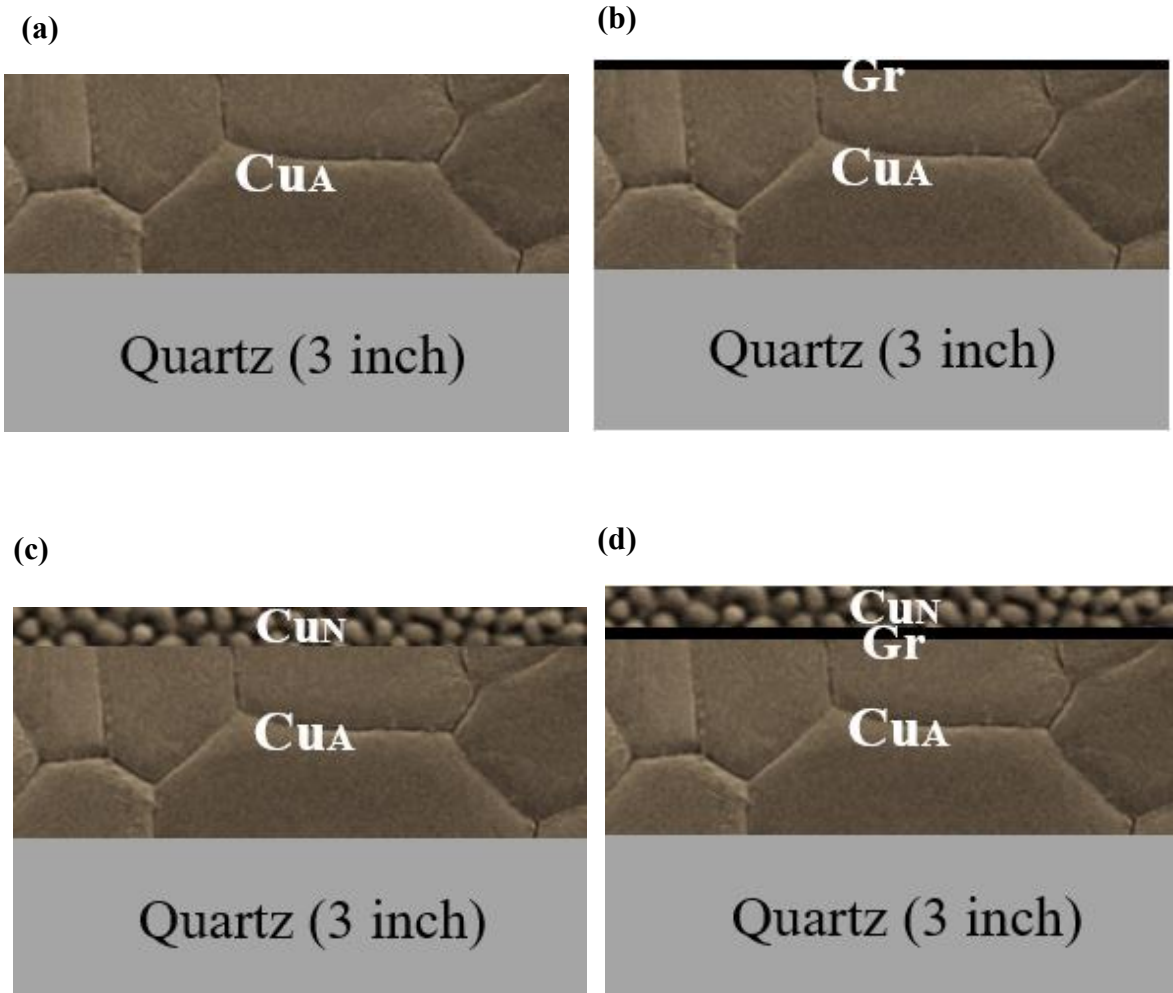 (a)
(b)
CuA
Quartz (3 inch)
Gr
CuA
Quartz (3 inch)
(c)
(d)
CuN
CuA
Quartz (3 inch)
CuN
Gr
CuA
Quartz (3 inch)